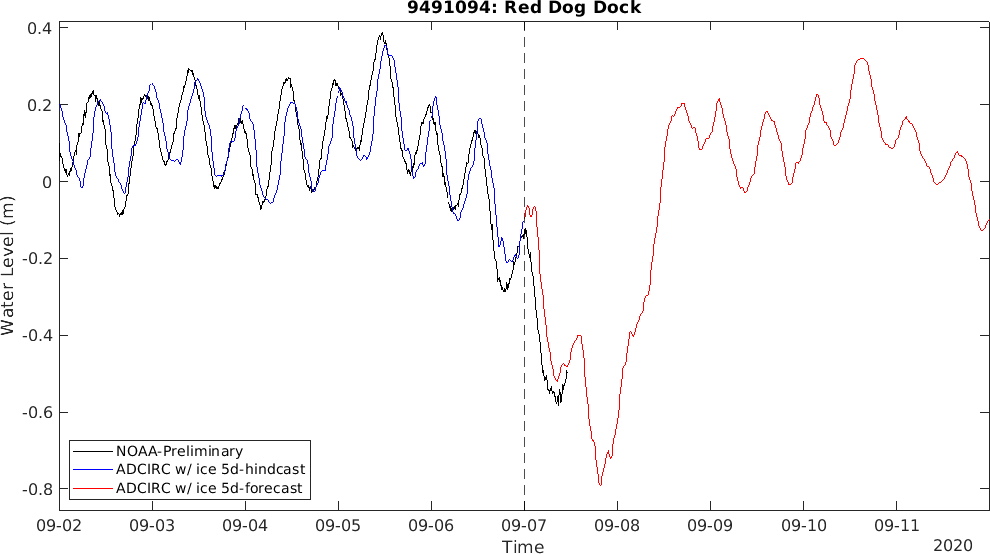 9491094: Red Dog Dock
Water Level (m)
0.4
0.2
0
-0.2
-0.4
-0.6
-0.8
NOAA-Preliminary
ADCIRC w/ ice 5d-hindcast
ADCIRC w/ ice 5d-forecast
09-02 09-03 09-04 09-05 09-06 09-07 09-08 09-09 09-10 09-11
Time
2020